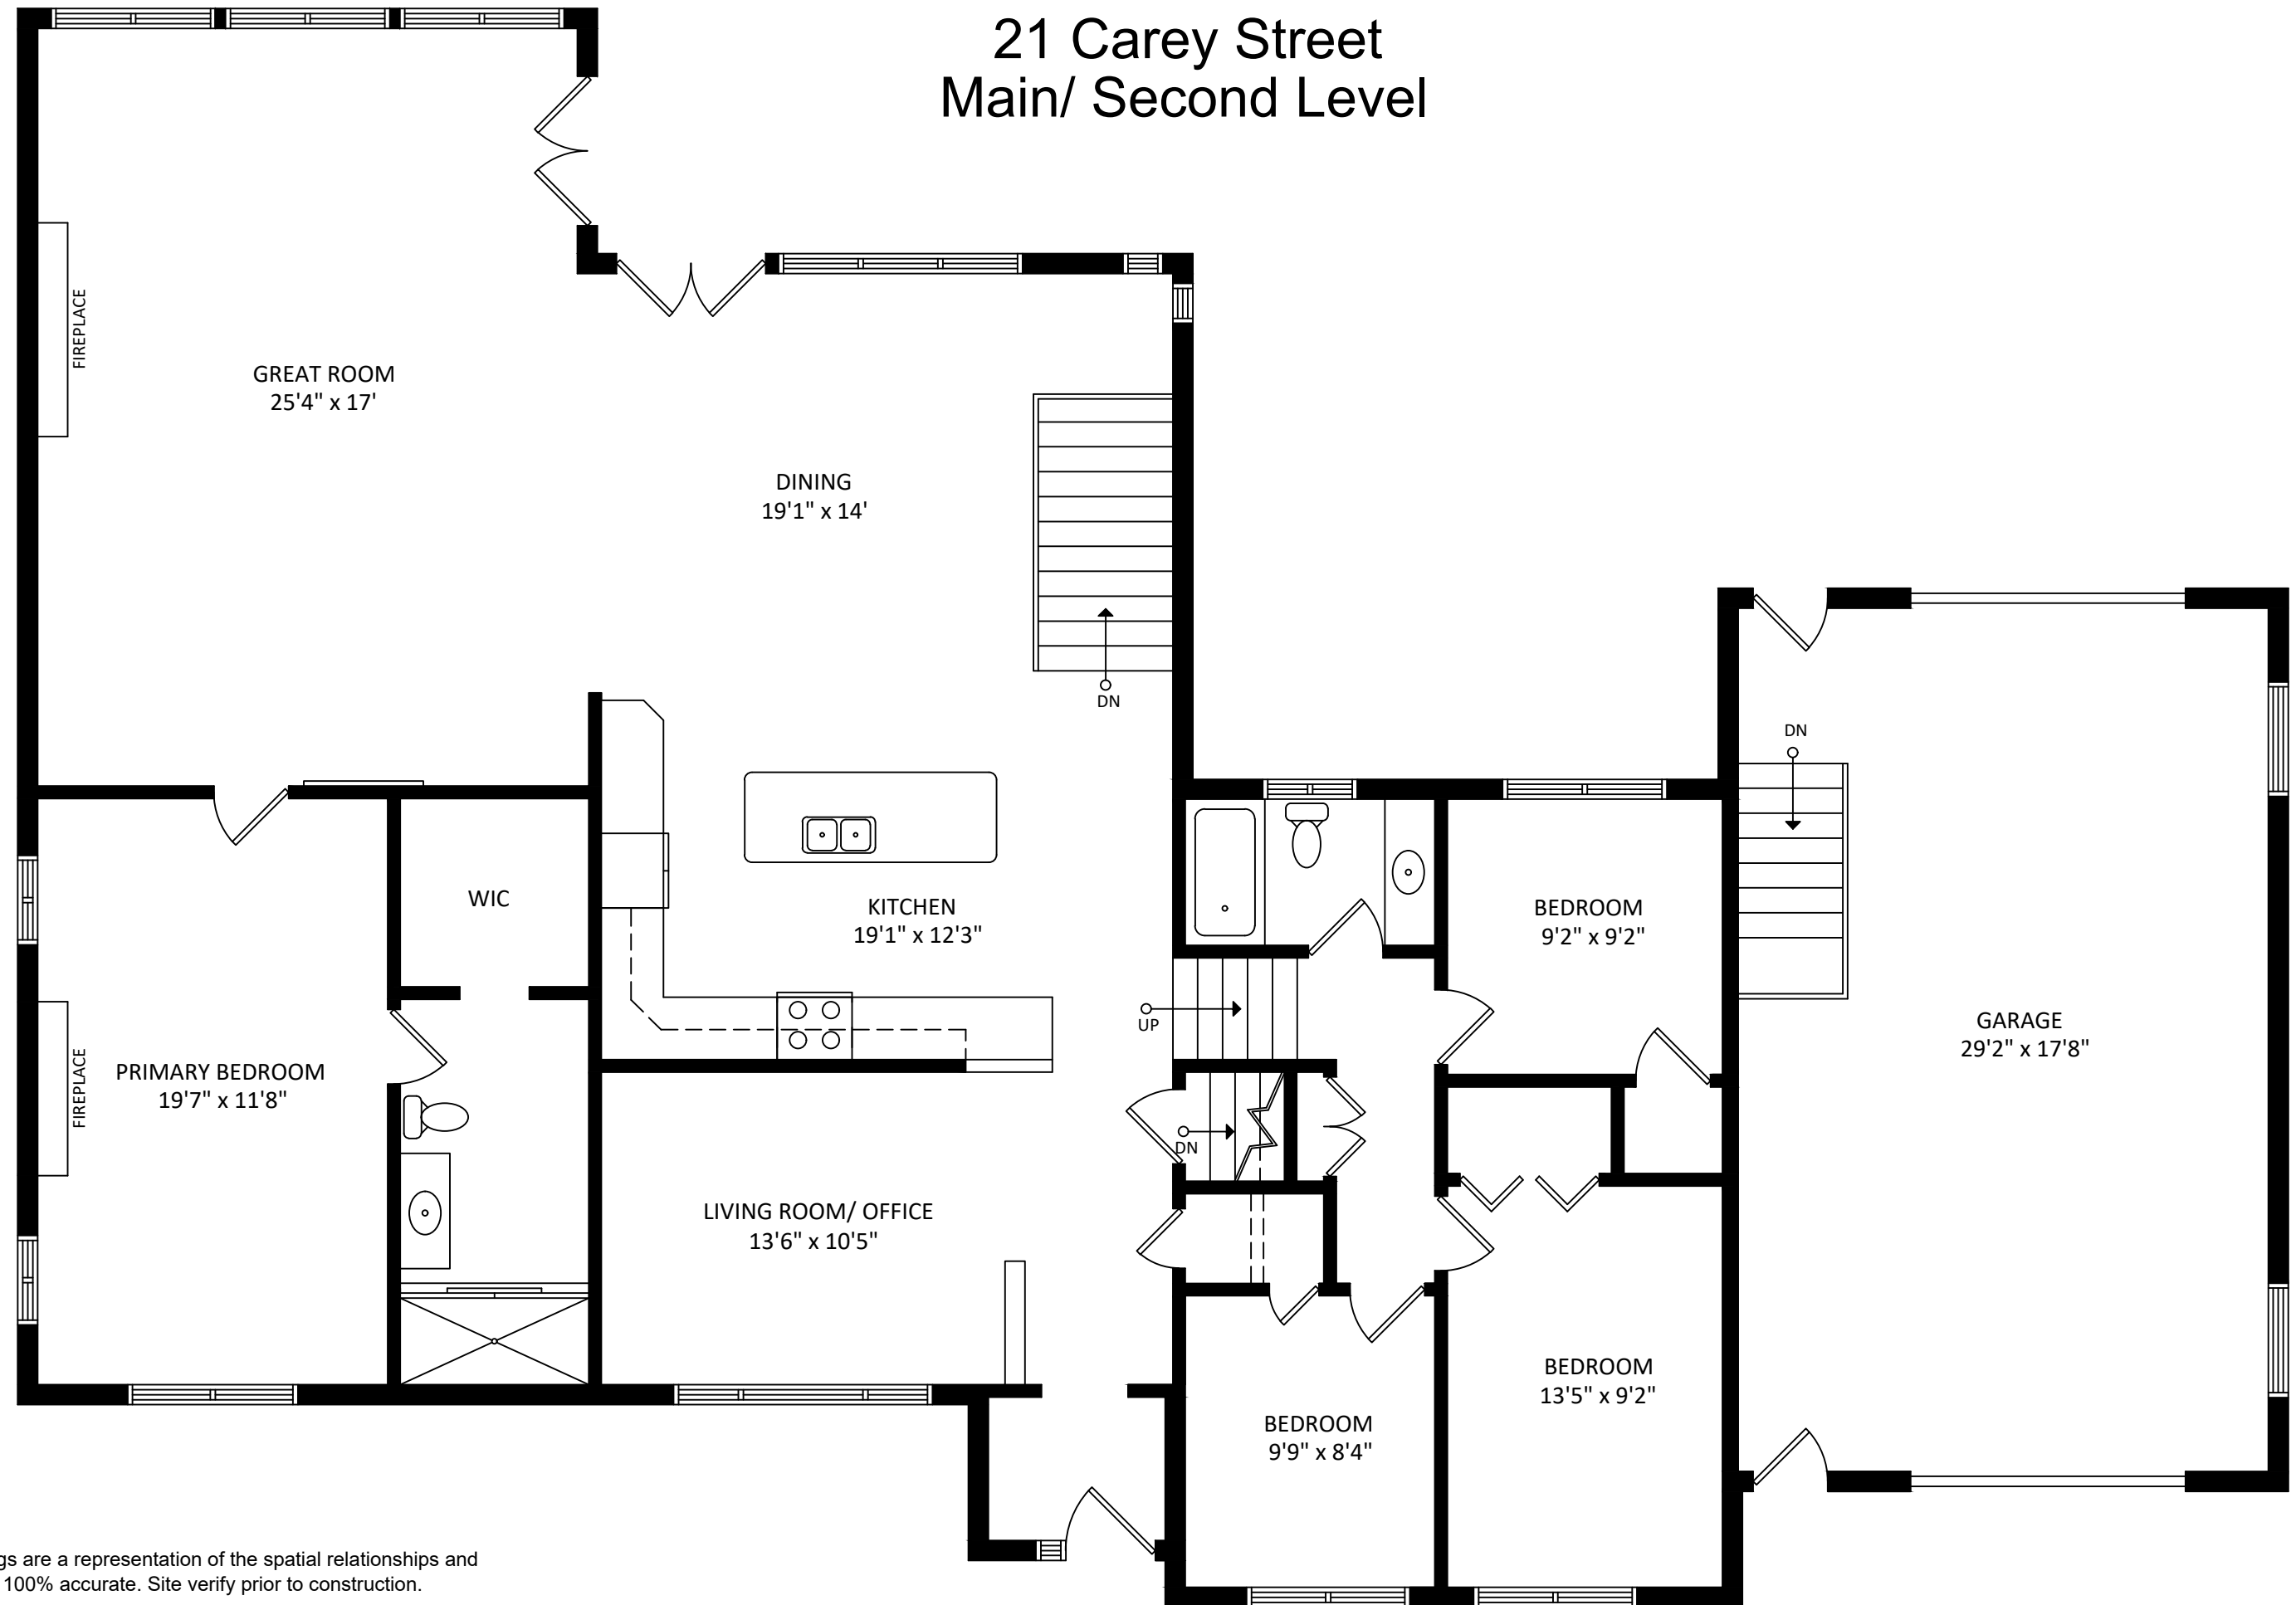 21 Carey Street
Main/ Second Level
FIREPLACE
GREAT ROOM
25'4" x 17'
DINING
19'1" x 14'
DN
DN
WIC
KITCHEN
19'1" x 12'3"
BEDROOM
9'2" x 9'2"
UP
GARAGE
29'2" x 17'8"
FIREPLACE
PRIMARY BEDROOM
19'7" x 11'8"
DN
LIVING ROOM/ OFFICE
13'6" x 10'5"
BEDROOM
13'5" x 9'2"
BEDROOM
9'9" x 8'4"
gs are a representation of the spatial relationships and
100% accurate. Site verify prior to construction.